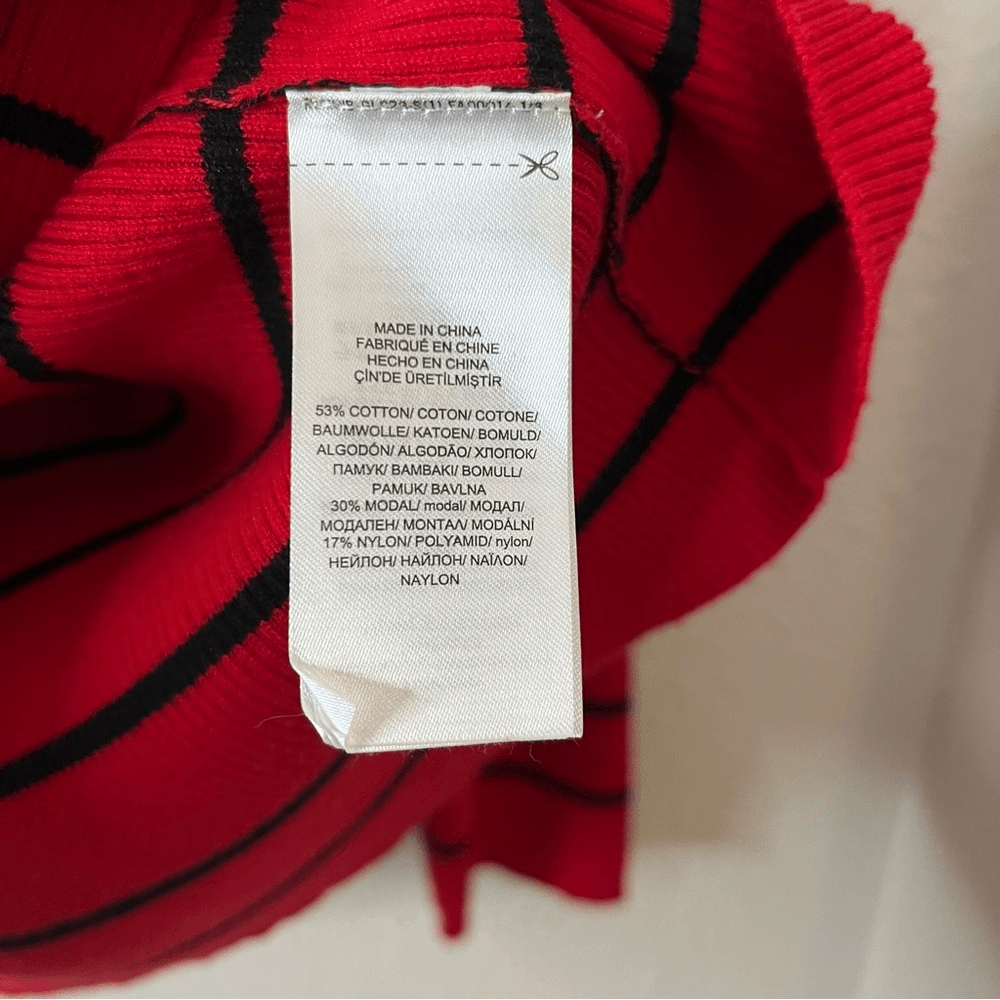 MADE IN CHINA
FABRIQUÉ EN CHINE
HECHO EN CHINA
ÇİN'DE ÜRETİLMİŞTİR
53% COTTON/ COTON/ COTONE/
BAUMWOLLE/ KATOEN/ BOMULD/
ALGODÓN/ ALGODÃO/ ХЛОПОК/
ПАМУК/ ΒΑΜΒΑΚΙ/ BOMULL/
PAMUK/ BAVLNA
30% MODAL/ modal/ МОДАЛ/
МОДАЛЕН/ ΜΟΝΤΑΛ/ MODÁLNÍ
17% NYLON/ POLYAMID/ nylon/
НЕЙЛОН/ НАЙЛОН/ ΝΑΪΛΟΝ/
NAYLON